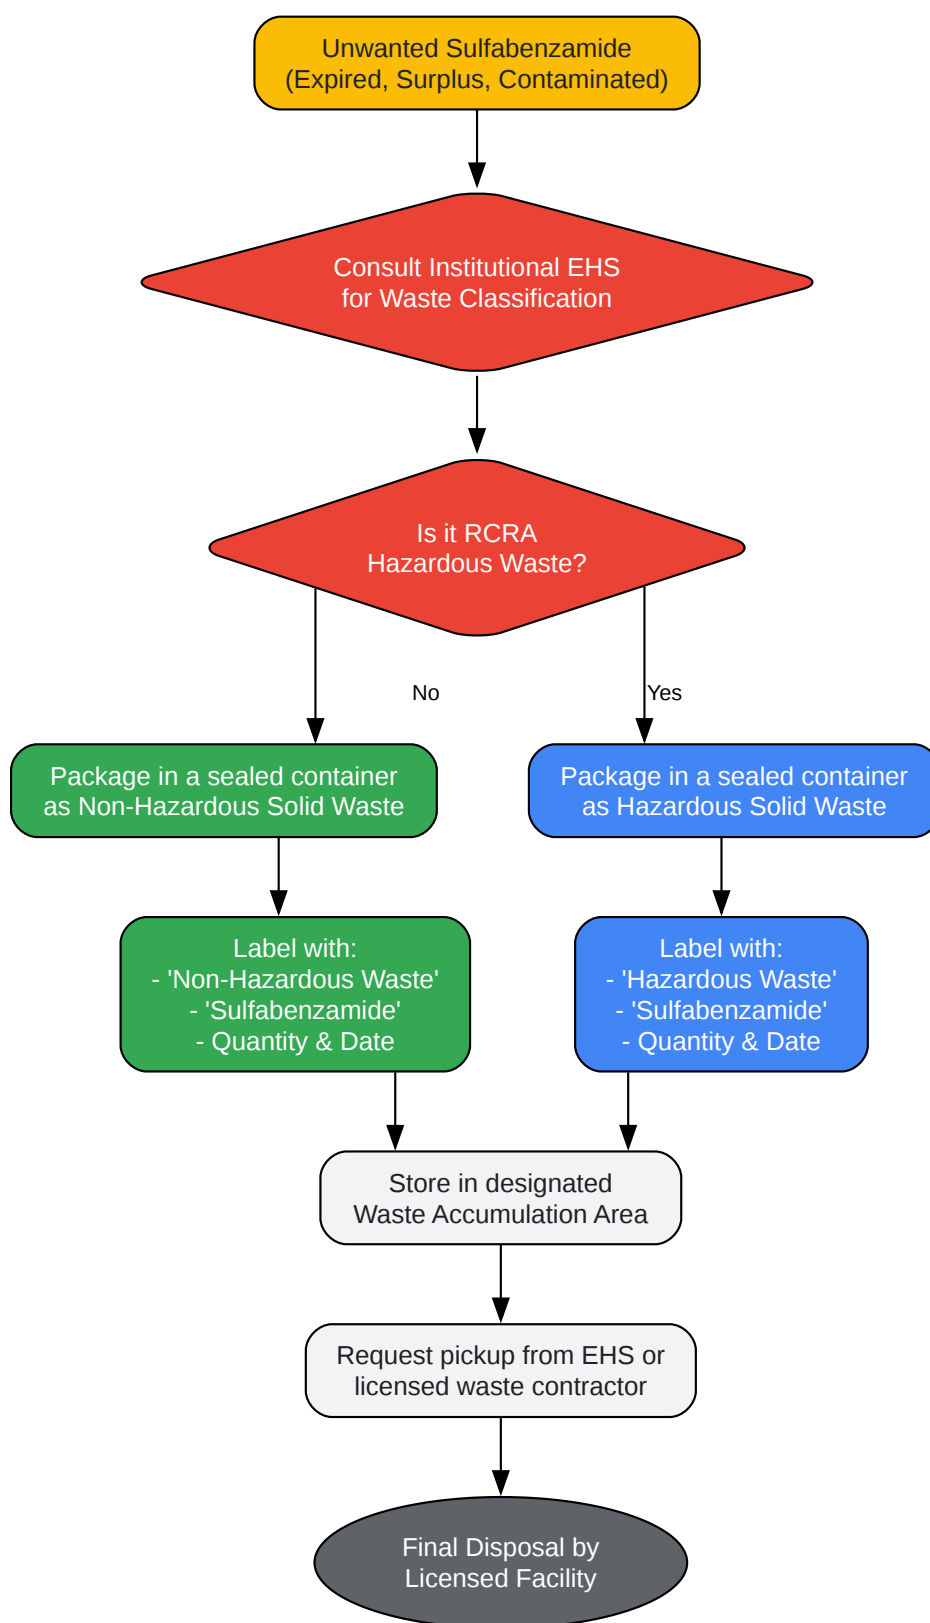 Unwanted Sulfabenzamide
(Expired, Surplus, Contaminated)
Consult Institutional EHS
for Waste Classification
Is it RCRA
Hazardous Waste?
No
Yes
Package in a sealed container
as Non-Hazardous Solid Waste
Package in a sealed container
as Hazardous Solid Waste
Label with:
- 'Non-Hazardous Waste'
- 'Sulfabenzamide'
- Quantity & Date
Label with:
- 'Hazardous Waste'
- 'Sulfabenzamide'
- Quantity & Date
Store in designated
Waste Accumulation Area
Request pickup from EHS or
licensed waste contractor
Final Disposal by
Licensed Facility